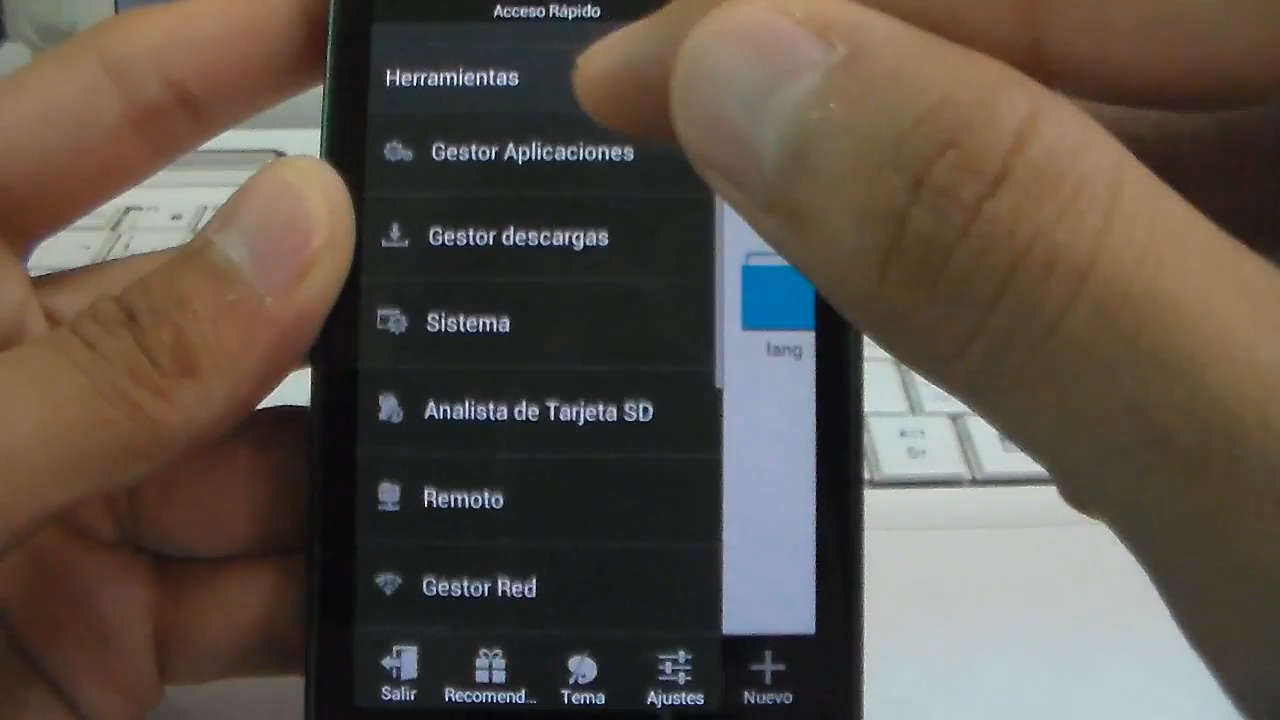 Acceso Rápido
Herramientas
Gestor Aplicaciones
Gestor descargas
Sistema
lang
Analista de Tarjeta SD
Remoto
Gestor Red
Salir
Recomend...
Tema
Ajustes
Nuevo